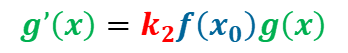 g'(x) = k₂f(x₀)g(x)